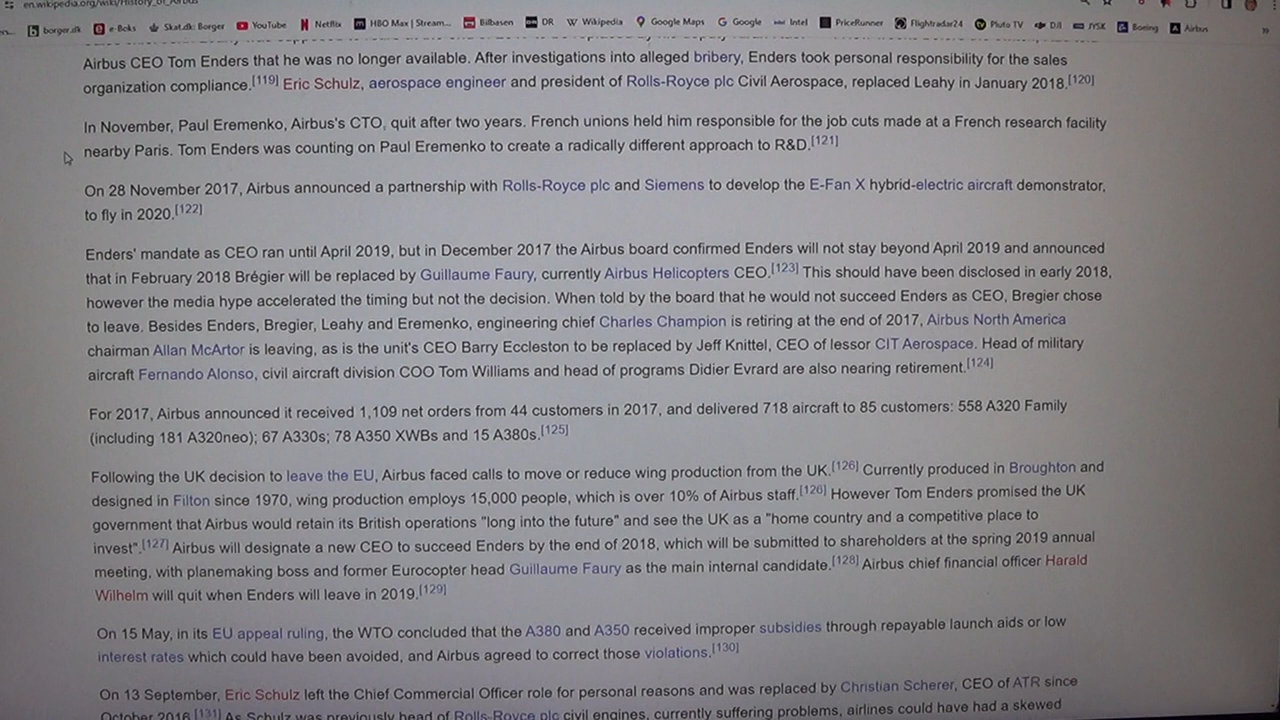 en.wikipedia.org/wiki/History_of_Airbus
borger.dk e-Boks Skat.dk: Borger YouTube Netflix HBO Max | Stream... Bilbasen DR Wikipedia Google Maps Google Intel PriceRunner Flightradar24 Pluto TV DJI JYSK Boeing Airbus »
Airbus CEO Tom Enders that he was no longer available. After investigations into alleged bribery, Enders took personal responsibility for the sales
organization compliance.[119] Eric Schulz, aerospace engineer and president of Rolls-Royce plc Civil Aerospace, replaced Leahy in January 2018.[120]
In November, Paul Eremenko, Airbus's CTO, quit after two years. French unions held him responsible for the job cuts made at a French research facility
nearby Paris. Tom Enders was counting on Paul Eremenko to create a radically different approach to R&D.[121]
On 28 November 2017, Airbus announced a partnership with Rolls-Royce plc and Siemens to develop the E-Fan X hybrid-electric aircraft demonstrator,
to fly in 2020.[122]
Enders' mandate as CEO ran until April 2019, but in December 2017 the Airbus board confirmed Enders will not stay beyond April 2019 and announced
that in February 2018 Brégier will be replaced by Guillaume Faury, currently Airbus Helicopters CEO.[123] This should have been disclosed in early 2018,
however the media hype accelerated the timing but not the decision. When told by the board that he would not succeed Enders as CEO, Bregier chose
to leave. Besides Enders, Bregier, Leahy and Eremenko, engineering chief Charles Champion is retiring at the end of 2017, Airbus North America
chairman Allan McArtor is leaving, as is the unit's CEO Barry Eccleston to be replaced by Jeff Knittel, CEO of lessor CIT Aerospace. Head of military
aircraft Fernando Alonso, civil aircraft division COO Tom Williams and head of programs Didier Evrard are also nearing retirement.[124]
For 2017, Airbus announced it received 1,109 net orders from 44 customers in 2017, and delivered 718 aircraft to 85 customers: 558 A320 Family
(including 181 A320neo); 67 A330s; 78 A350 XWBs and 15 A380s.[125]
Following the UK decision to leave the EU, Airbus faced calls to move or reduce wing production from the UK.[126] Currently produced in Broughton and
designed in Filton since 1970, wing production employs 15,000 people, which is over 10% of Airbus staff.[126] However Tom Enders promised the UK
government that Airbus would retain its British operations "long into the future" and see the UK as a "home country and a competitive place to
invest".[127] Airbus will designate a new CEO to succeed Enders by the end of 2018, which will be submitted to shareholders at the spring 2019 annual
meeting, with planemaking boss and former Eurocopter head Guillaume Faury as the main internal candidate.[128] Airbus chief financial officer Harald
Wilhelm will quit when Enders will leave in 2019.[129]
On 15 May, in its EU appeal ruling, the WTO concluded that the A380 and A350 received improper subsidies through repayable launch aids or low
interest rates which could have been avoided, and Airbus agreed to correct those violations.[130]
On 13 September, Eric Schulz left the Chief Commercial Officer role for personal reasons and was replaced by Christian Scherer, CEO of ATR since
October 2016.[131] As Schulz was previously head of Rolls-Royce plc civil engines, currently suffering problems, airlines could have had a skewed